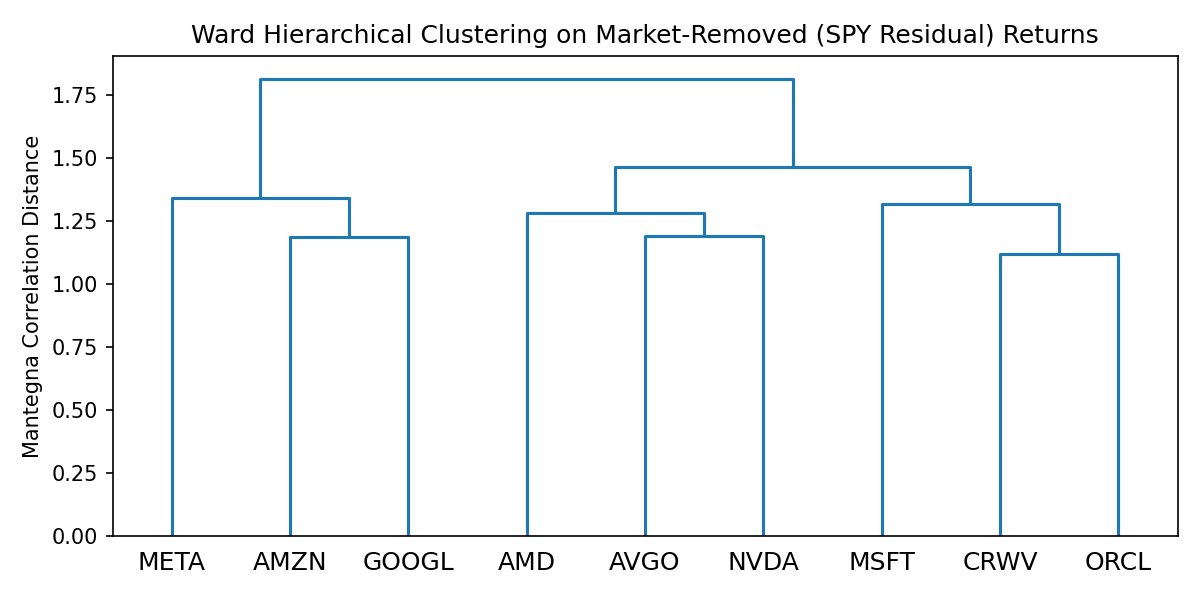 Ward Hierarchical Clustering on Market-Removed (SPY Residual) Returns
Mantegna Correlation Distance
1.75
1.50
1.25
1.00
0.75
0.50
0.25
0.00
META AMZN GOOGL AMD AVGO NVDA MSFT CRWV ORCL